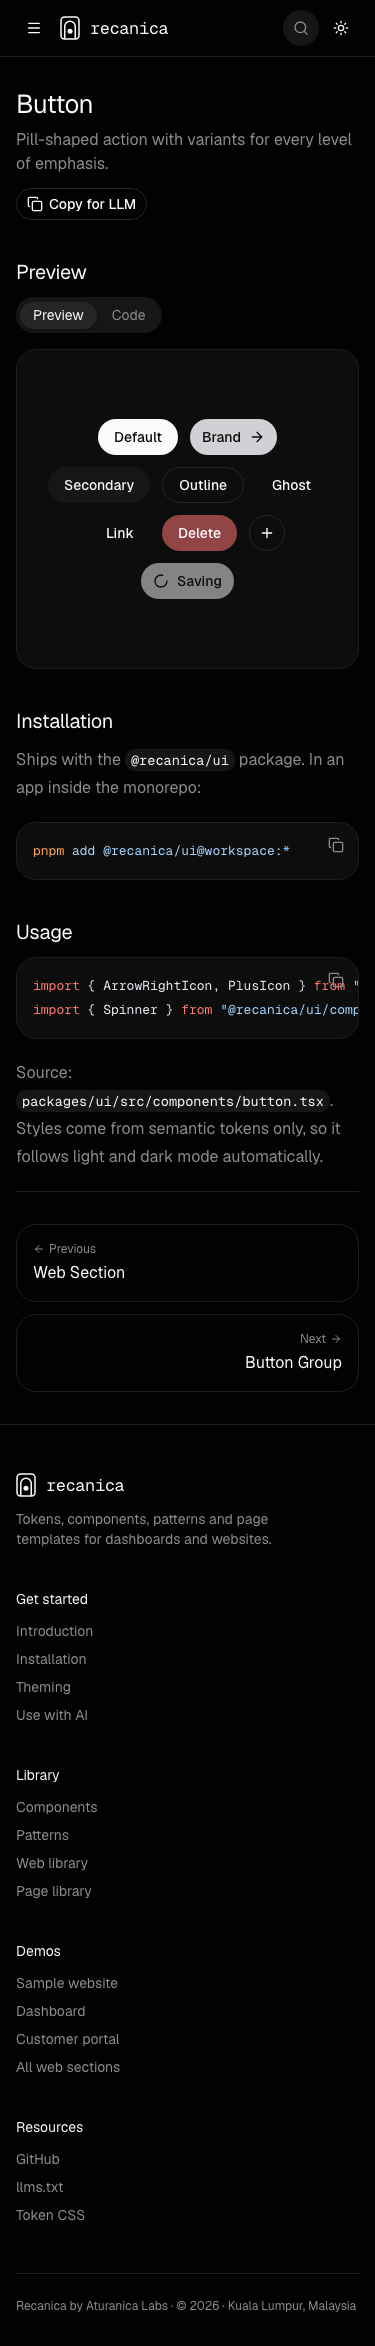 recanica
Button
Pill-shaped action with variants for every level
of emphasis.
Copy for LLM
Preview
Preview Code
Default Brand
Secondary Outline Ghost
Link Delete
Saving
Installation
Ships with the @recanica/ui package. In an
app inside the monorepo:
pnpm add @recanica/ui@workspace:*
Usage
import { ArrowRightIcon, PlusIcon } from "
import { Spinner } from "@recanica/ui/comp
Source:
packages/ui/src/components/button.tsx.
Styles come from semantic tokens only, so it
follows light and dark mode automatically.
Previous
Web Section
Next
Button Group
recanica
Tokens, components, patterns and page
templates for dashboards and websites.
Get started
Introduction
Installation
Theming
Use with AI
Library
Components
Patterns
Web library
Page library
Demos
Sample website
Dashboard
Customer portal
All web sections
Resources
GitHub
llms.txt
Token CSS
Recanica by Aturanica Labs · © 2026 · Kuala Lumpur, Malaysia